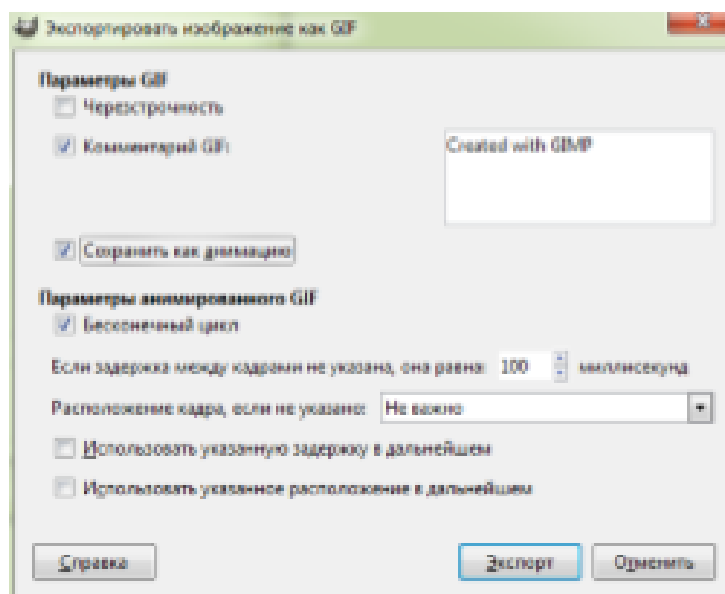 Экспортировать изображение как GIF
Параметры GIF
Черезстрочность
Комментарий GIF:
Created with GIMP
Сохранить как анимацию
Параметры анимированного GIF
Бесконечный цикл
Если задержка между кадрами не указана, она равна: 100 миллисекунд
Расположение кадра, если не указано: Не важно
Использовать указанную задержку в дальнейшем
Использовать указанное расположение в дальнейшем
Справка Экспорт Отменить